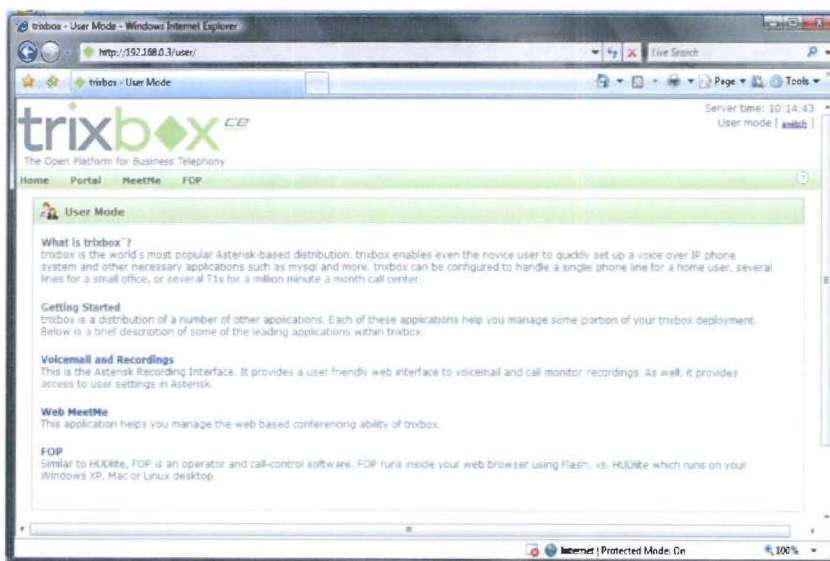 trixbox - User Mode - Windows Internet Explorer
http://192.168.0.3/user/
Live Search
trixbox - User Mode
Page
Tools
Server time: 10:14:43
User mode [ switch ]
trixbox CE
The Open Platform for Business Telephony
Home Portal MeetMe FOP
User Mode
What is trixbox™?
trixbox is the world's most popular Asterisk-based distribution. trixbox enables even the novice user to quickly set up a voice over IP phone
system and other necessary applications such as mysql and more. trixbox can be configured to handle a single phone line for a home user, several
lines for a small office, or several T1s for a million minute a month call center.
Getting Started
trixbox is a distribution of a number of other applications. Each of these applications help you manage some portion of your trixbox deployment.
Below is a brief description of some of the leading applications within trixbox.
Voicemail and Recordings
This is the Asterisk Recording Interface. It provides a user friendly web interface to voicemail and call monitor recordings. As well, it provides
access to user settings in Asterisk.
Web MeetMe
This application helps you manage the web based conferencing ability of trixbox.
FOP
Similar to HUDlite, FOP is an operator and call-control software. FOP runs inside your web browser using Flash, vs. HUDlite which runs on your
Windows XP, Mac or Linux desktop.
Internet | Protected Mode: On
100%